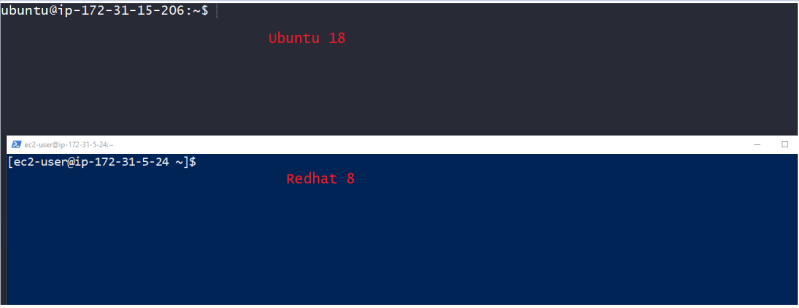 ubuntu@ip-172-31-15-206:~$
Ubuntu 18
ec2-user@ip-172-31-5-24:~
[ec2-user@ip-172-31-5-24 ~]$
Redhat 8